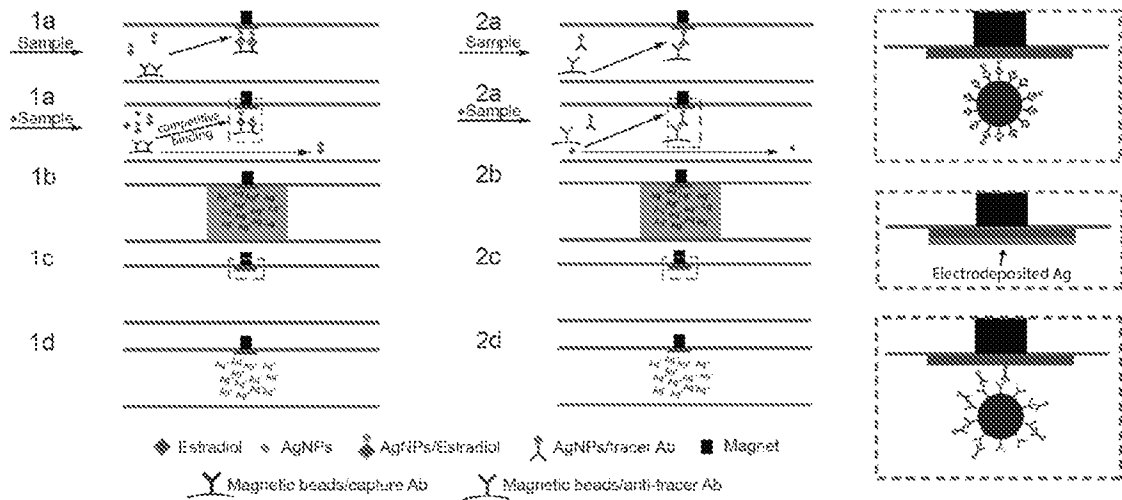 1a
Sample
1a
+Sample
competitive
binding
1b
1c
1d
2a
Sample
2a
+Sample
2b
2c
2d
Electrodeposited Ag
Estradiol
AgNPs
AgNPs/Estradiol
AgNPs/tracer Ab
Magnet
Magnetic beads/capture Ab
Magnetic beads/anti-tracer Ab